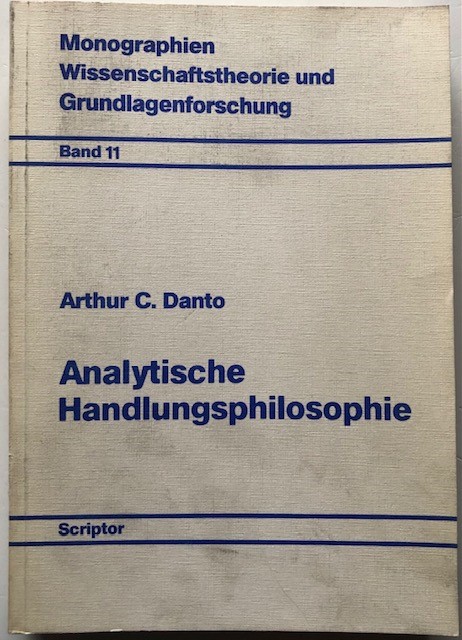 Monographien
Wissenschaftstheorie und
Grundlagenforschung
Band 11
Arthur C. Danto
Analytische
Handlungsphilosophie
Scriptor